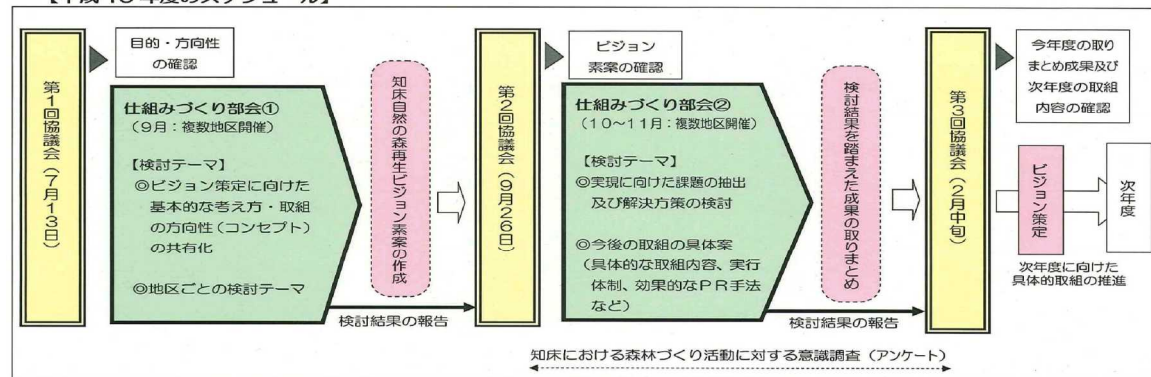 第1回協議会(7月13日)
目的・方向性
の確認
仕組みづくり部会①
(9月:複数地区開催)
【検討テーマ】
◎ビジョン策定に向けた
基本的な考え方・取組
の方向性(コンセプト)
の共有化
◎地区ごとの検討テーマ
知床自然の森再生ビジョン素案の作成
検討結果の報告
第2回協議会(9月26日)
ビジョン
素案の確認
仕組みづくり部会②
(10~11月:複数地区開催)
【検討テーマ】
◎実現に向けた課題の抽出
及び解決方策の検討
◎今後の取組の具体案
(具体的な取組内容、実行
体制、効果的なPR手法
など)
検討結果を踏まえた成果の取りまとめ
検討結果の報告
第3回協議会(2月中旬)
今年度の取り
まとめ成果及び
次年度の取組
内容の確認
ビジョン策定
次年度
次年度に向けた
具体的取組の推進
知床における森林づくり活動に対する意識調査(アンケート)